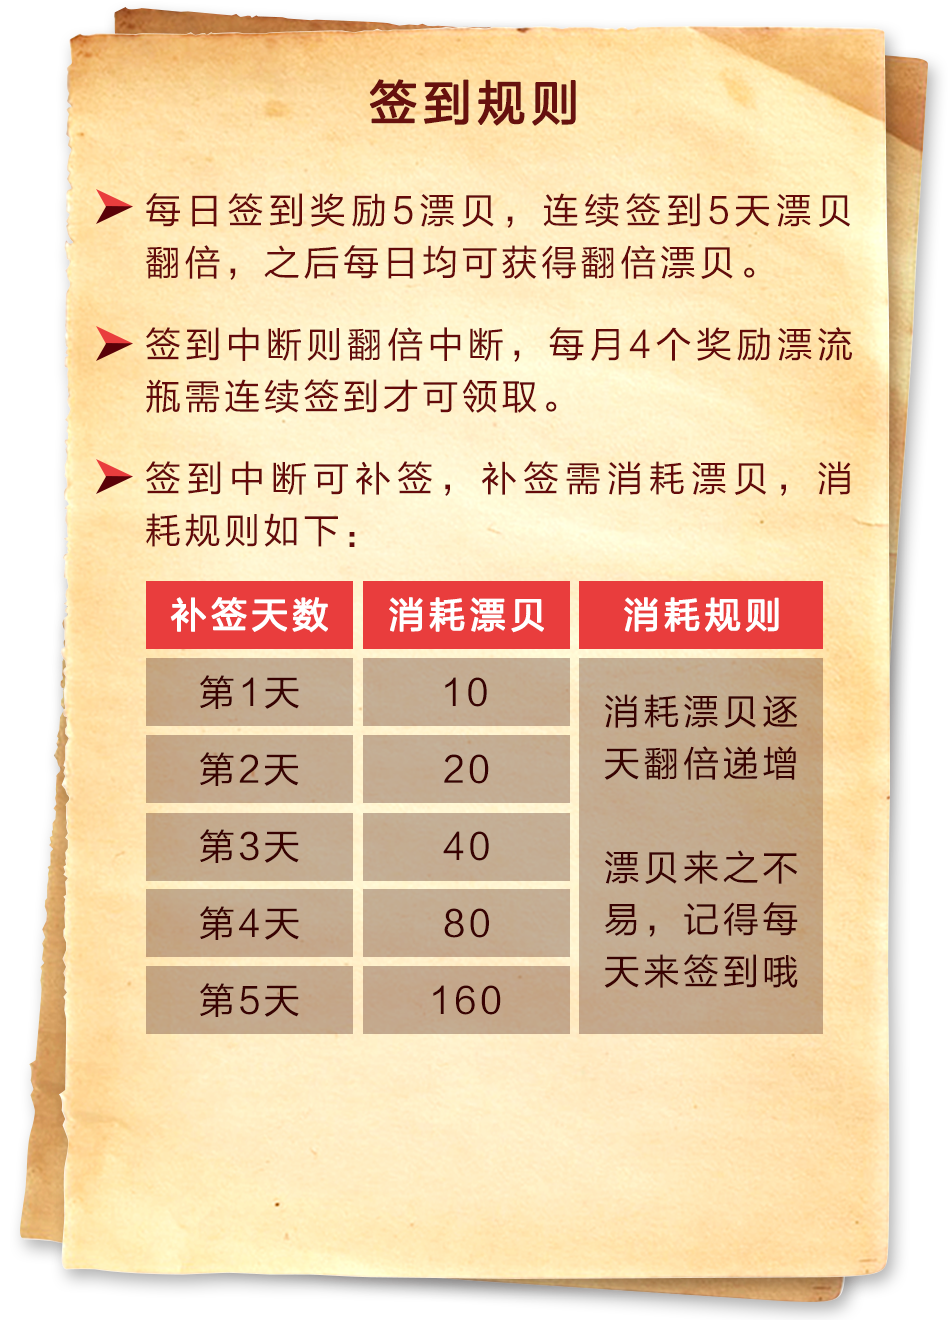 签到规则
每日签到奖励5漂贝，连续签到5天漂贝
翻倍，之后每日均可获得翻倍漂贝。
签到中断则翻倍中断，每月4个奖励漂流
瓶需连续签到才可领取。
签到中断可补签，补签需消耗漂贝，消
耗规则如下：
补签天数 消耗漂贝 消耗规则
第1天 10
第2天 20
第3天 40
第4天 80
第5天 160
消耗漂贝逐
天翻倍递增
漂贝来之不
易，记得每
天来签到哦